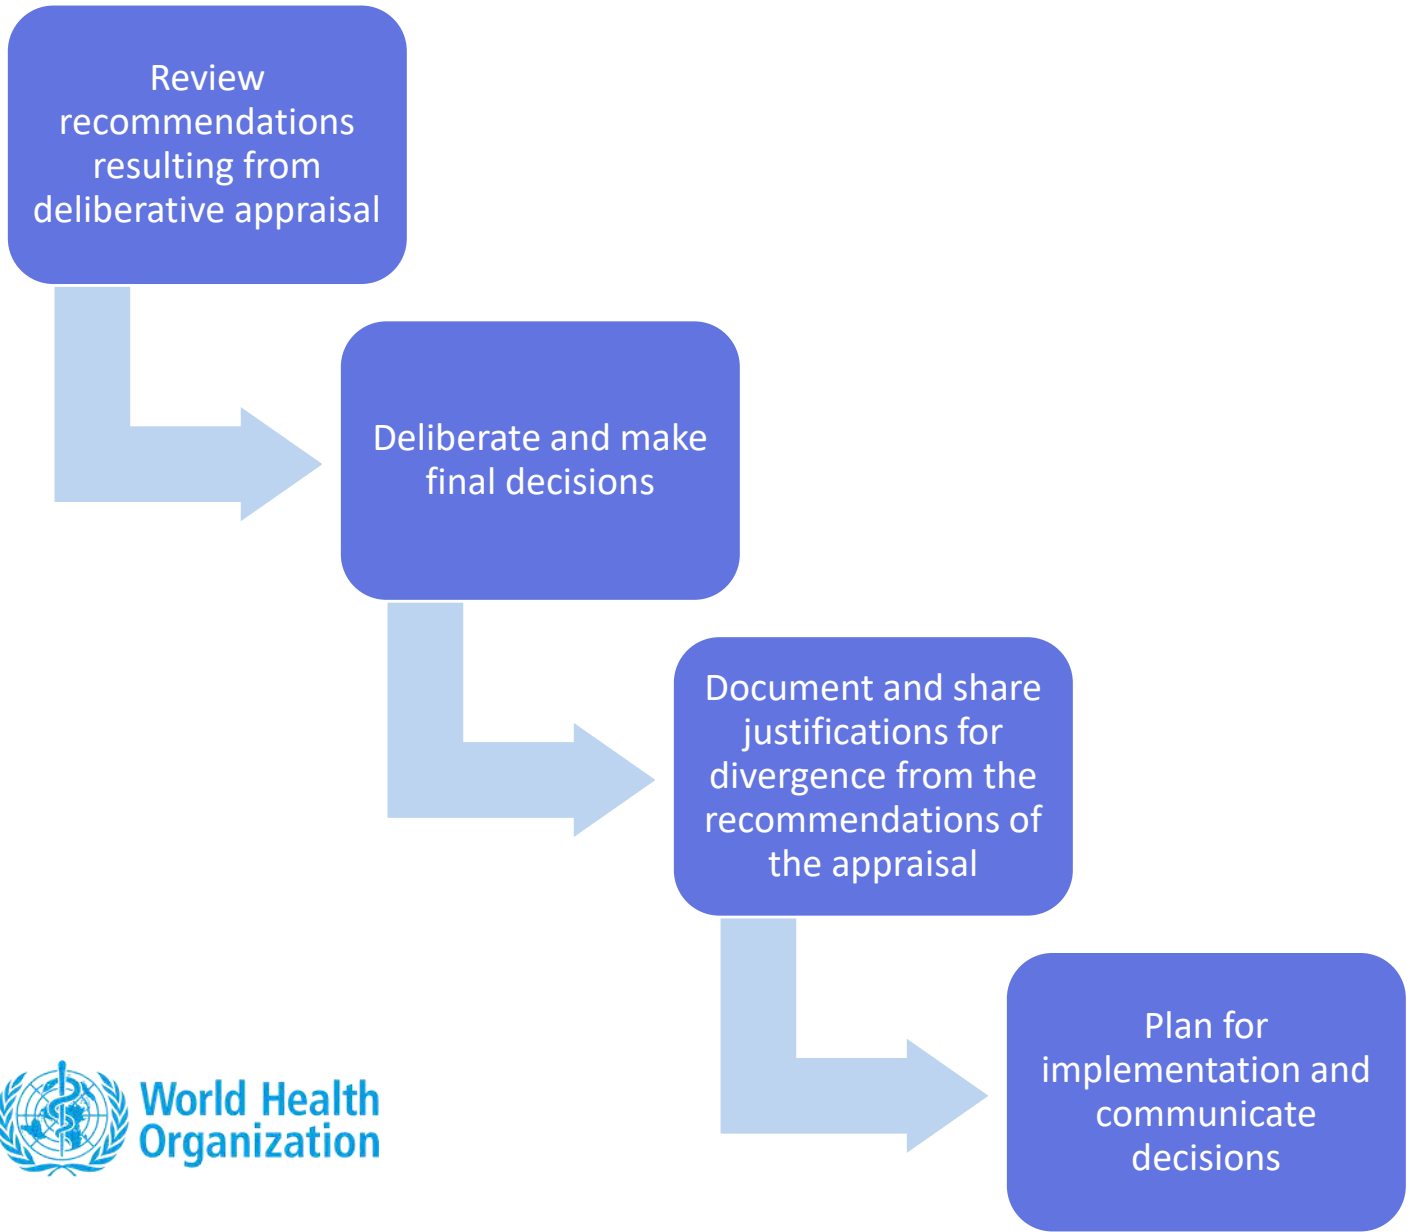 Review
recommendations
resulting from
deliberative appraisal
Deliberate and make
final decisions
Document and share
justifications for
divergence from the
recommendations of
the appraisal
Plan for
implementation and
communicate
decisions
World Health
Organization